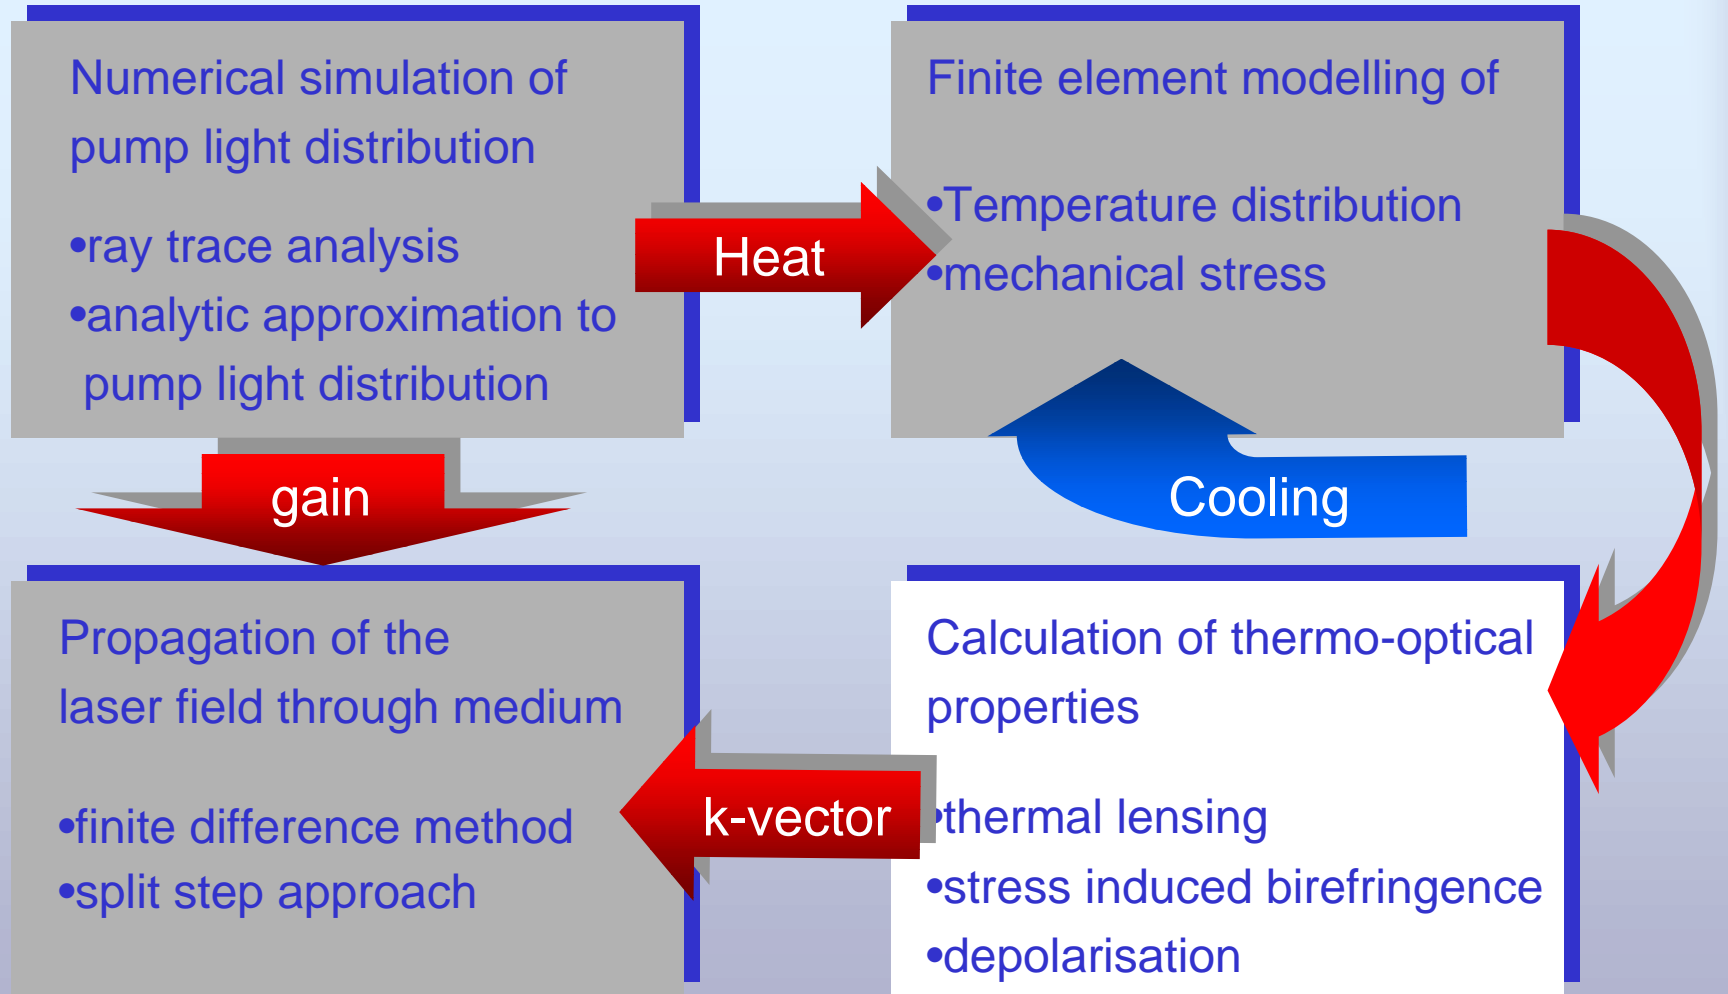 Numerical simulation of
pump light distribution
•ray trace analysis
•analytic approximation to
pump light distribution
Heat
Finite element modelling of
•Temperature distribution
•mechanical stress
gain
Cooling
Propagation of the
laser field through medium
•finite difference method
•split step approach
k-vector
Calculation of thermo-optical
properties
•thermal lensing
•stress induced birefringence
•depolarisation